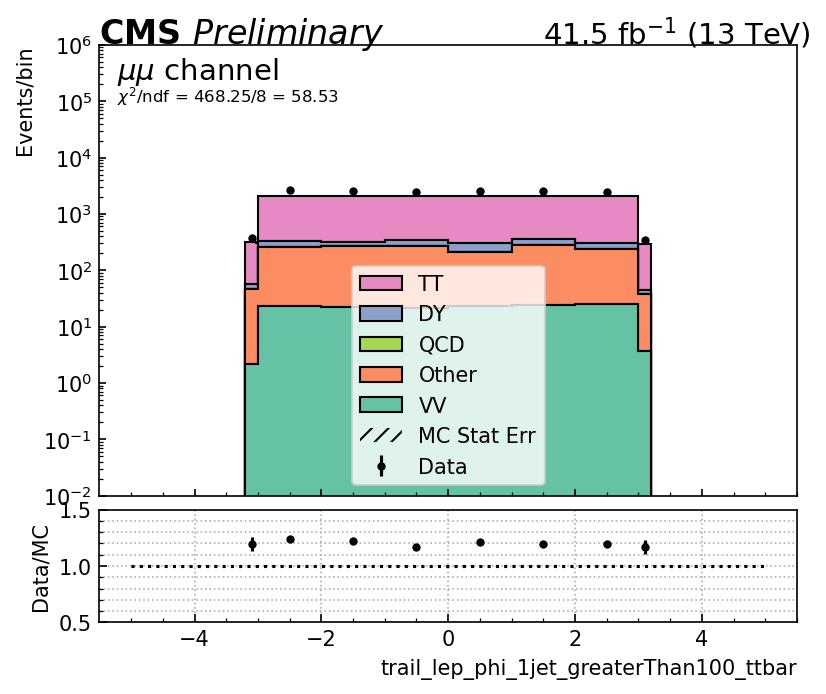 CMS Preliminary 41.5 fb⁻¹ (13 TeV)
μμ channel
χ²/ndf = 468.25/8 = 58.53
Events/bin
10⁶
10⁵
10⁴
10³
10²
10¹
10⁰
10⁻¹
10⁻²
TT
DY
QCD
Other
VV
MC Stat Err
Data
Data/MC
1.5
1.0
0.5
−4 −2 0 2 4
trail_lep_phi_1jet_greaterThan100_ttbar